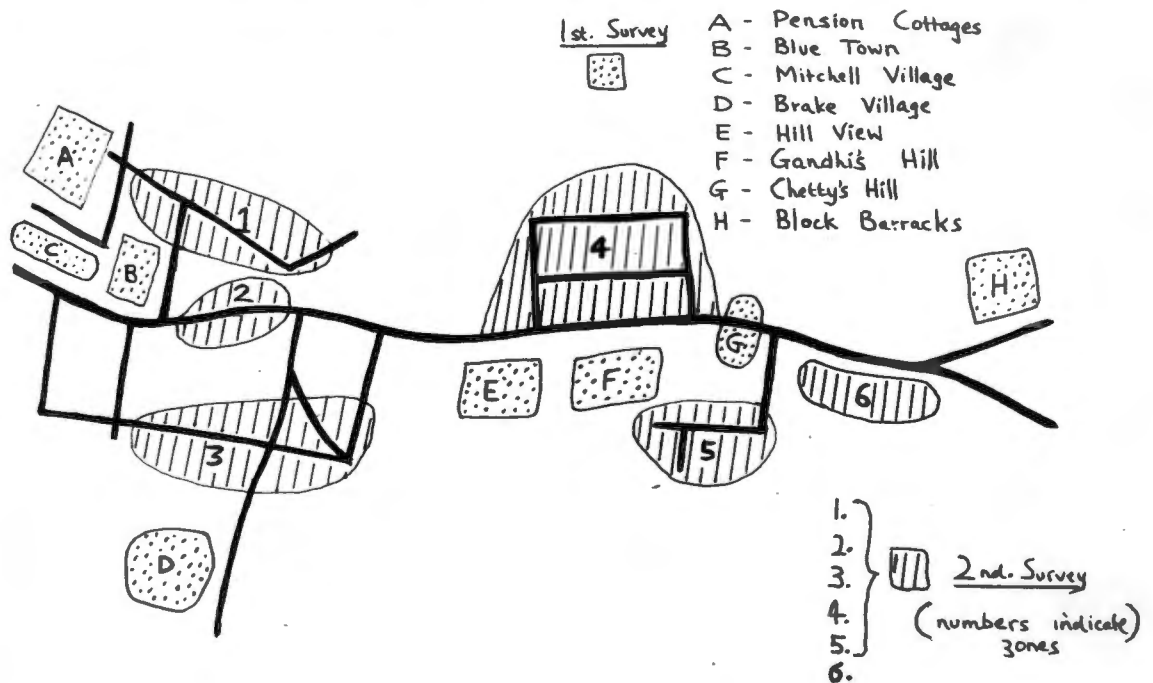 1st. Survey
A - Pension Cottages
B - Blue Town
C - Mitchell Village
D - Brake Village
E - Hill View
F - Gandhi's Hill
G - Chetty's Hill
H - Block Barracks
A
1
C
B
2
4
H
G
E
F
6
3
5
D
1.
2.
3.
4.
5.
6.
2nd. Survey
(numbers indicate)
zones